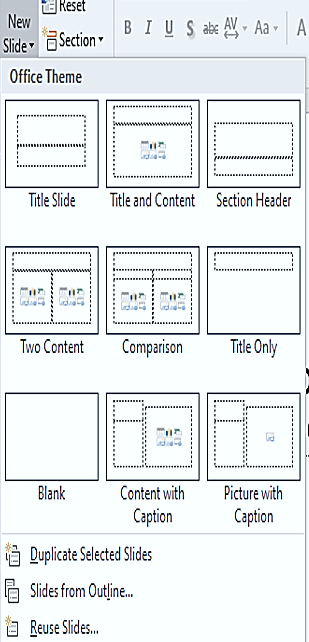 New
Slide
Reset
Section
B I U S abc AV Aa A
Office Theme
Title Slide
Title and Content
Section Header
Two Content
Comparison
Title Only
Blank
Content with
Caption
Picture with
Caption
Duplicate Selected Slides
Slides from Outline...
Reuse Slides...